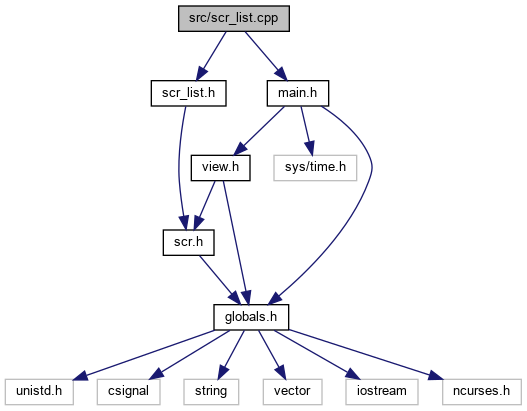 src/scr_list.cpp
scr_list.h
main.h
view.h
sys/time.h
scr.h
globals.h
unistd.h
csignal
string
vector
iostream
ncurses.h